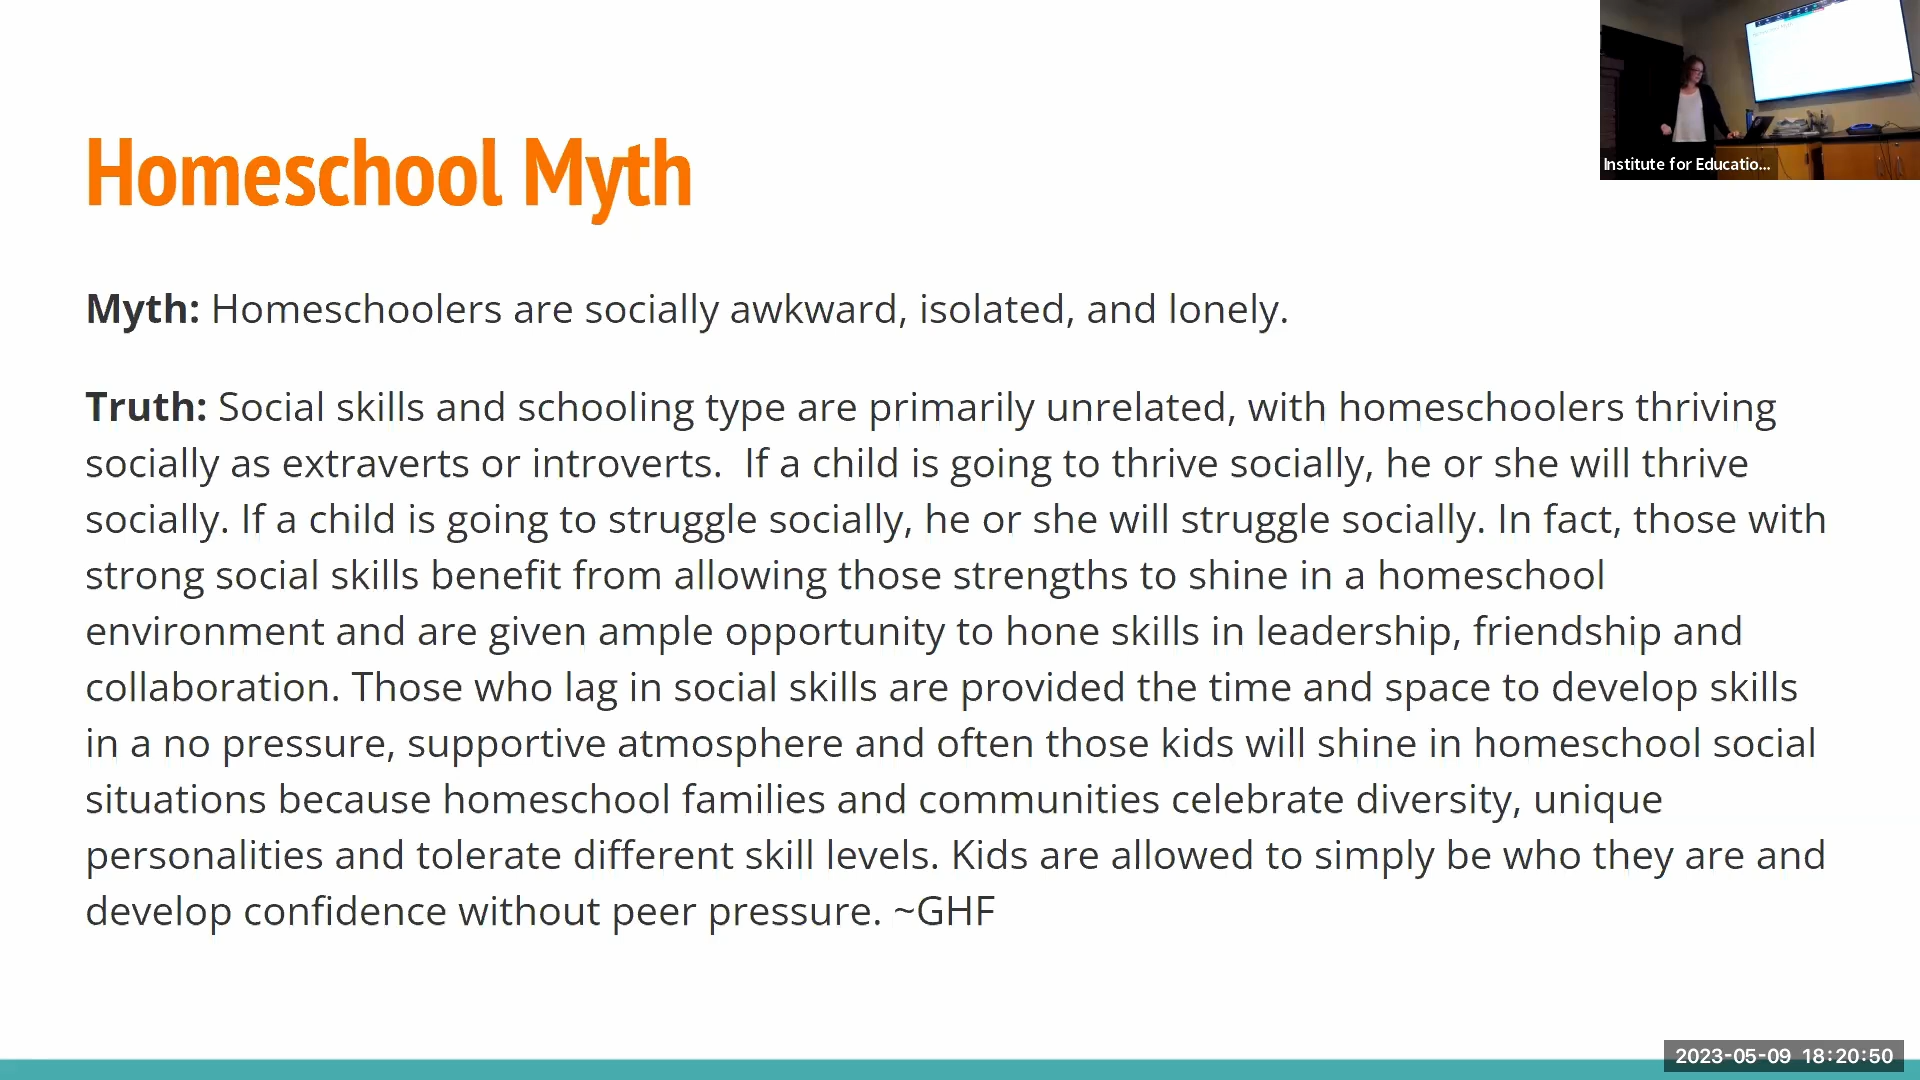 Homeschool Myth
Institute for Educatio...
Myth: Homeschoolers are socially awkward, isolated, and lonely.
Truth: Social skills and schooling type are primarily unrelated, with homeschoolers thriving
socially as extraverts or introverts.  If a child is going to thrive socially, he or she will thrive
socially. If a child is going to struggle socially, he or she will struggle socially. In fact, those with
strong social skills benefit from allowing those strengths to shine in a homeschool
environment and are given ample opportunity to hone skills in leadership, friendship and
collaboration. Those who lag in social skills are provided the time and space to develop skills
in a no pressure, supportive atmosphere and often those kids will shine in homeschool social
situations because homeschool families and communities celebrate diversity, unique
personalities and tolerate different skill levels. Kids are allowed to simply be who they are and
develop confidence without peer pressure. ~GHF
2023-05-09 18:20:50